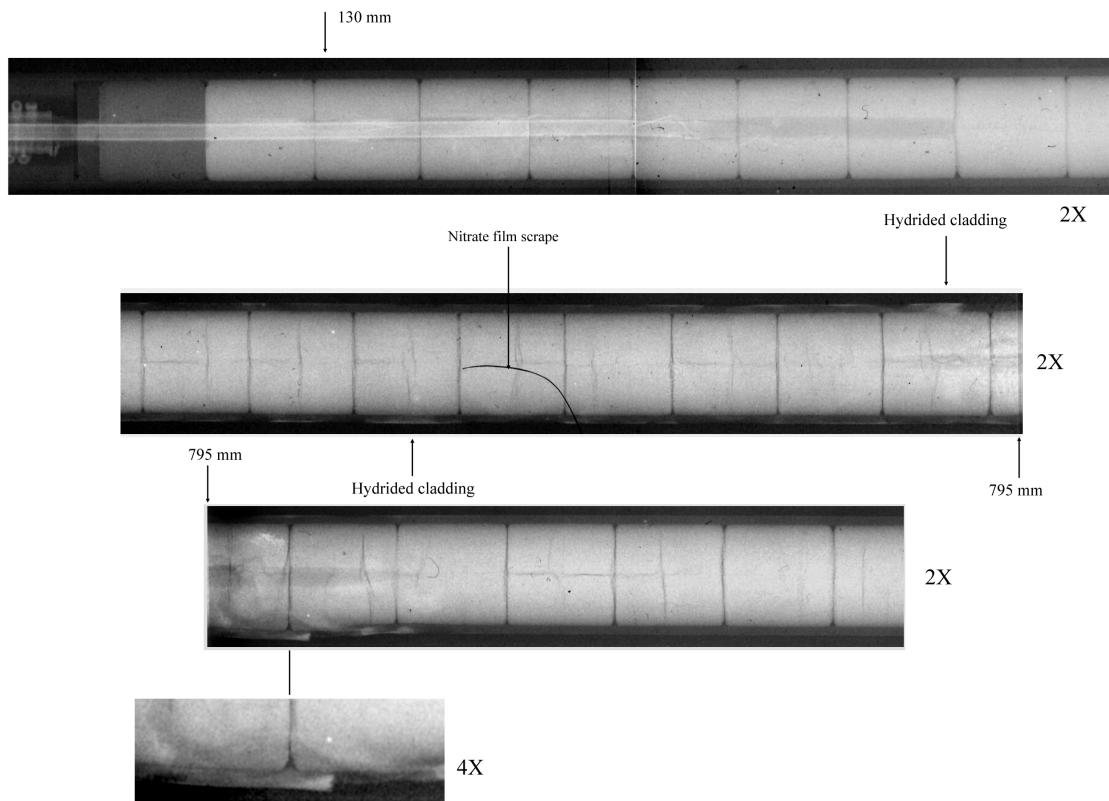 130 mm
2X
Nitrate film scrape
Hydrided cladding
2X
795 mm
Hydrided cladding
795 mm
2X
4X